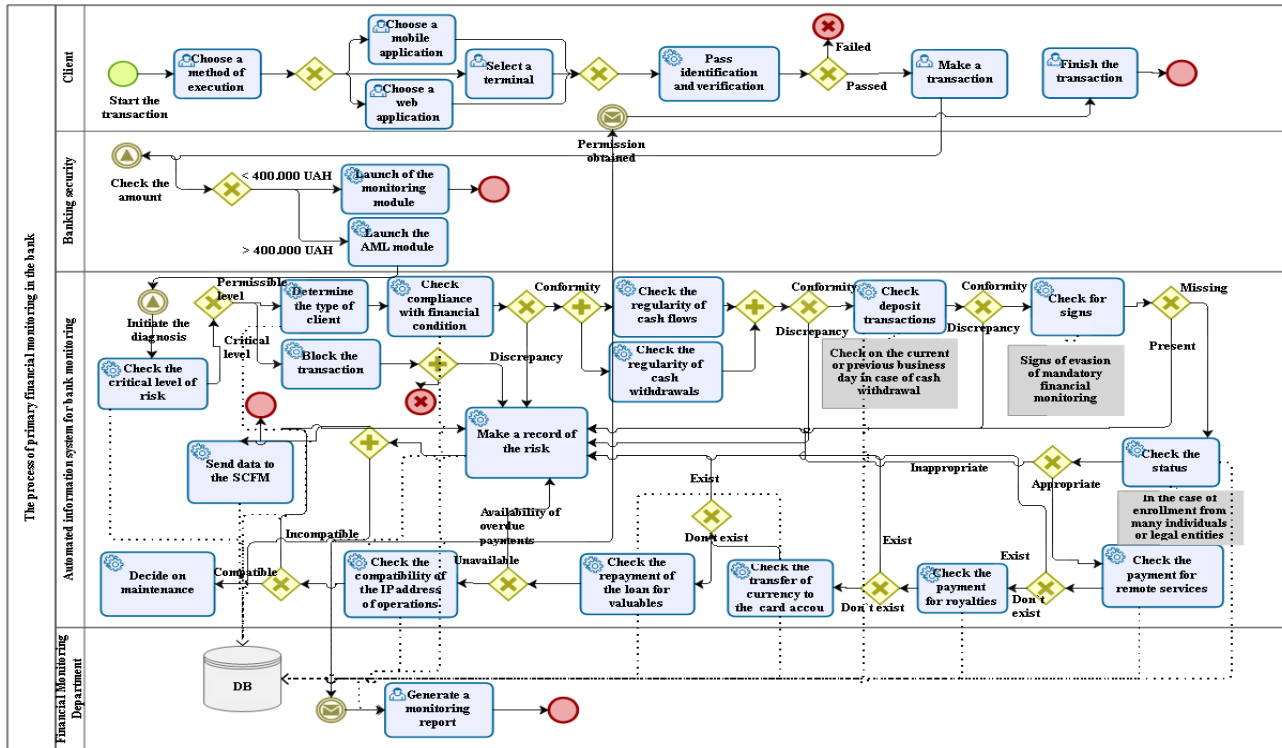 The process of primary financial monitoring in the bank
Client
Start the
transaction
Choose a
method of
execution
Choose a
mobile
application
Select a
terminal
Choose a
web
application
Pass
identification
and verification
Failed
Passed
Make a
transaction
Finish the
transaction
Permission
obtained
Banking security
Check the
amount
< 400.000 UAH
Launch of the
monitoring
module
> 400.000 UAH
Launch the
AML module
Automated information system for bank monitoring
Initiate the
diagnosis
Check the
critical level of
risk
Permissible
level
Critical
level
Determine
the type of
client
Block the
transaction
Check
compliance
with financial
condition
Conformity
Discrepancy
Check the
regularity of
cash flows
Check the
regularity of cash
withdrawals
Conformity
Discrepancy
Check
deposit
transactions
Check on the current
or previous business
day in case of cash
withdrawal
Conformity
Discrepancy
Check for
signs
Signs of evasion
of mandatory
financial
monitoring
Missing
Present
Make a record of
the risk
Send data to
the SCFM
Check the
status
In the case of
enrollment from
many individuals
or legal entities
Inappropriate
Appropriate
Check the
payment for
remote services
Exist
Don`t
exist
Check the
payment
for royalties
Exist
Don`t exist
Check the
transfer of
currency to
the card accou
Exist
Don`t exist
Check the
repayment of
the loan for
valuables
Availability of
overdue
payments
Unavailable
Check the
compatibility of
the IP address
of operations
Incompatible
Compatible
Decide on
maintenance
Financial Monitoring
Department
DB
Generate a
monitoring
report